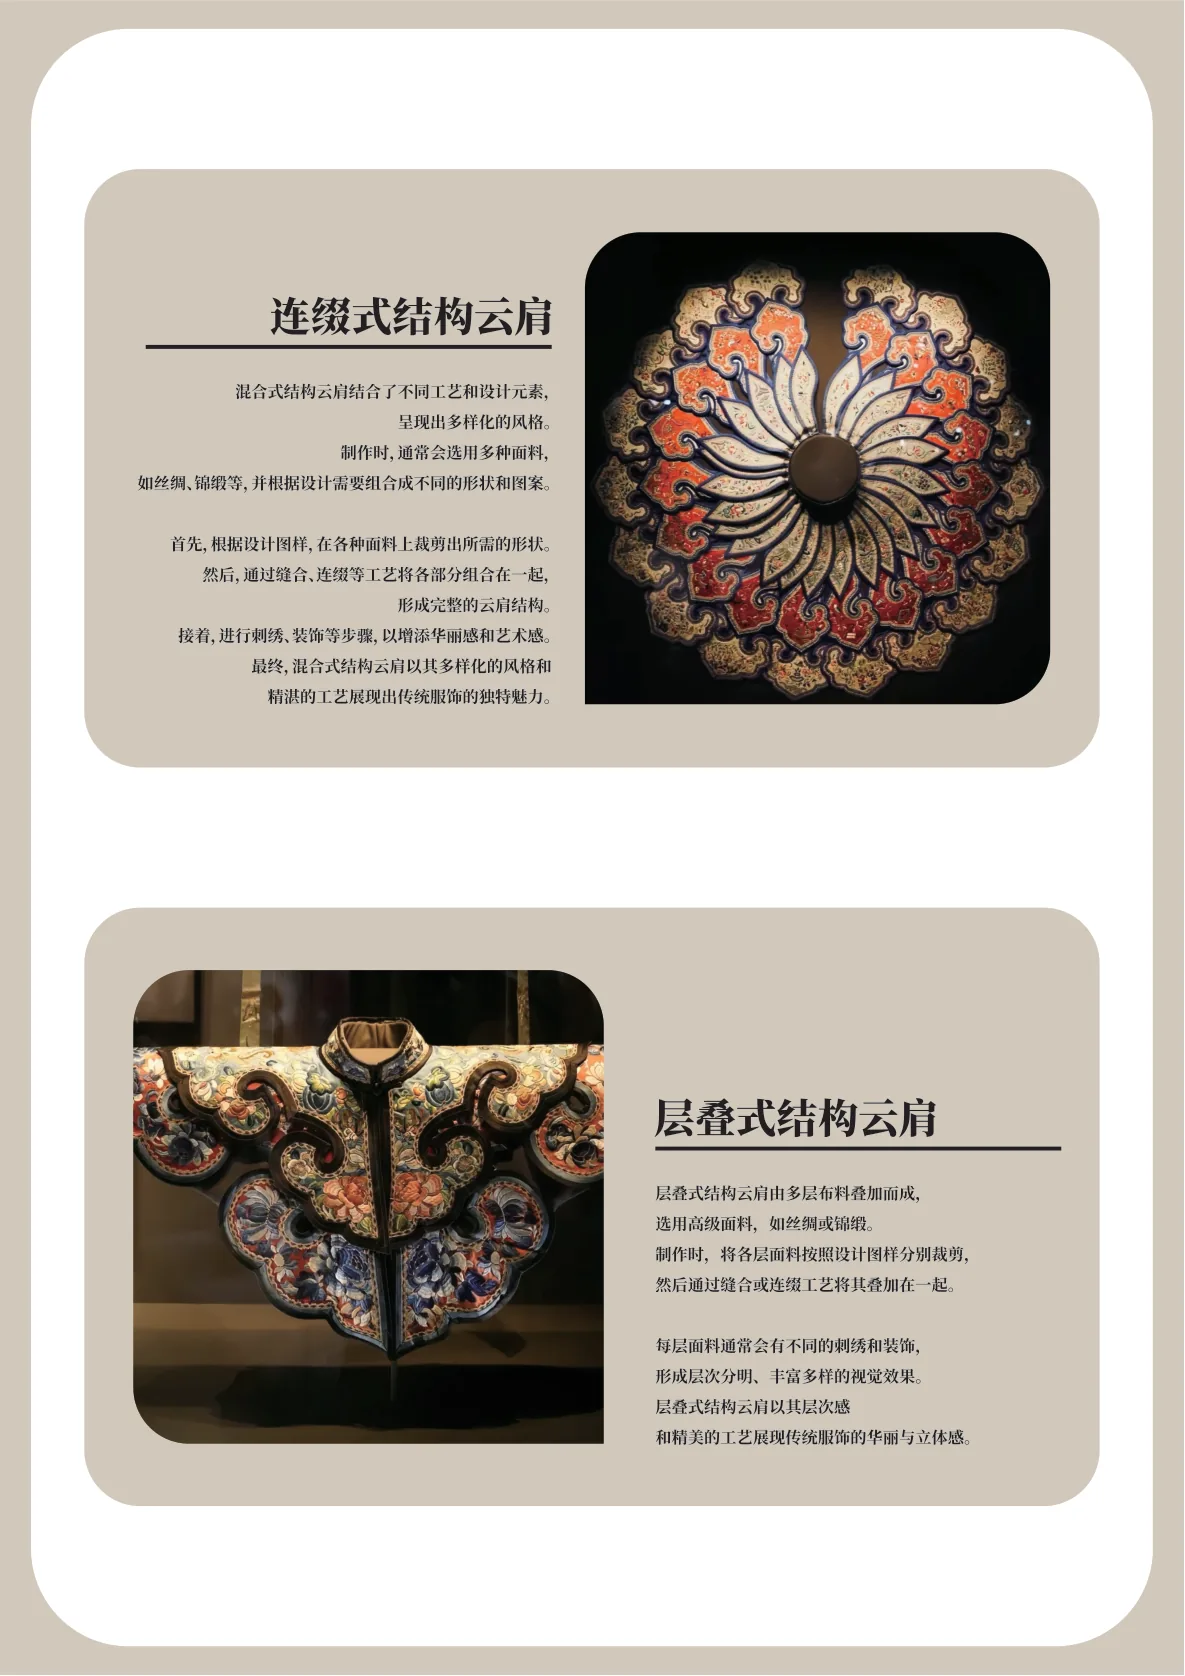 连缀式结构云肩
混合式结构云肩结合了不同工艺和设计元素，
呈现出多样化的风格。
制作时，通常会选用多种面料，
如丝绸、锦缎等，并根据设计需要组合成不同的形状和图案。
首先，根据设计图样，在各种面料上裁剪出所需的形状。
然后，通过缝合、连缀等工艺将各部分组合在一起，
形成完整的云肩结构。
接着，进行刺绣、装饰等步骤，以增添华丽感和艺术感。
最终，混合式结构云肩以其多样化的风格和
精湛的工艺展现出传统服饰的独特魅力。
层叠式结构云肩
层叠式结构云肩由多层布料叠加而成，
选用高级面料，如丝绸或锦缎。
制作时，将各层面料按照设计图样分别裁剪，
然后通过缝合或连缀工艺将其叠加在一起。
每层面料通常会有不同的刺绣和装饰，
形成层次分明、丰富多样的视觉效果。
层叠式结构云肩以其层次感
和精美的工艺展现传统服饰的华丽与立体感。